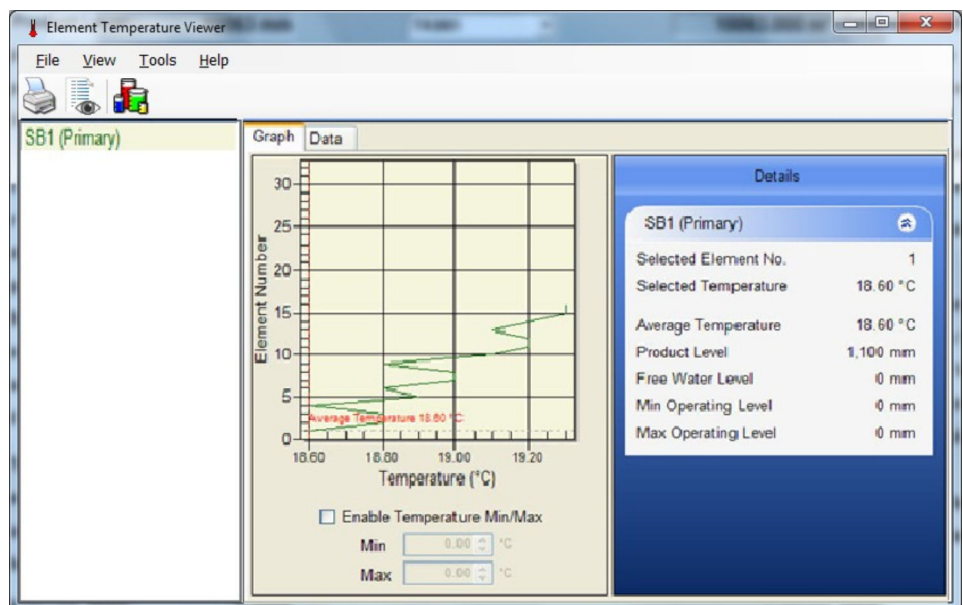 Element Temperature Viewer
File View Tools Help
SB1 (Primary)
Graph Data
30
25
20
15
10
5
0
Element Number
Average Temperature 18.60 °C
18.60 18.80 19.00 19.20
Temperature (°C)
Enable Temperature Min/Max
Min 0.00 °C
Max 0.00 °C
Details
SB1 (Primary)
Selected Element No. 1
Selected Temperature 18.60 °C
Average Temperature 18.60 °C
Product Level 1,100 mm
Free Water Level 0 mm
Min Operating Level 0 mm
Max Operating Level 0 mm